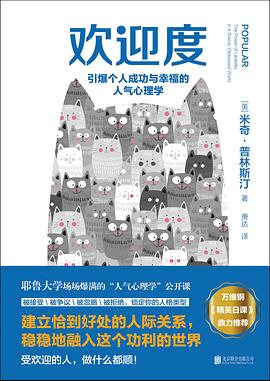 欢迎度
POPULAR
The Power of Likability
in a Status-Obsessed World
引爆个人成功与幸福的
人气心理学
[美]
米奇·普林斯汀
著
萧达 译
耶鲁大学场场爆满的“人气心理学”公开课
被接受\被争议\被忽略\被拒绝,锁定你的人格类型
建立恰到好处的人际关系,
稳稳地融入这个功利的世界
受欢迎的人,做什么都顺!
万维钢
《精英日课》
鼎力推荐
北京联合出版公司